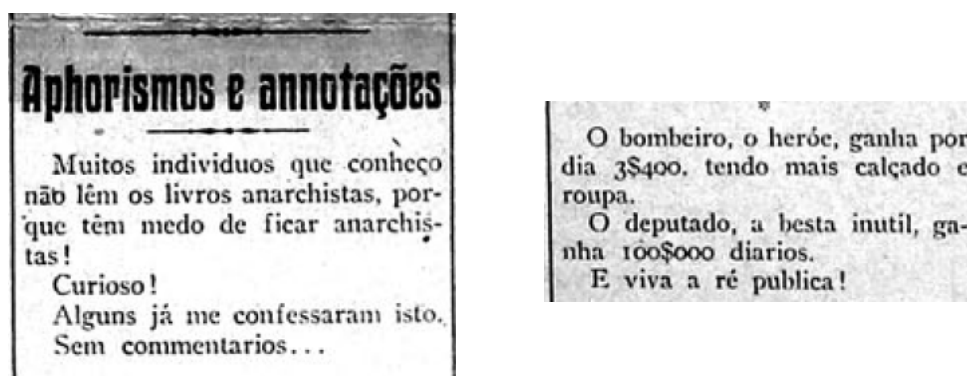 Aphorismos e annotações
Muitos individuos que conheço
não lêm os livros anarchistas, por-
que têm medo de ficar anarchis-
tas!
Curioso!
Alguns já me confessaram isto.
Sem commentarios...
O bombeiro, o heróe, ganha por
dia 3$400, tendo mais calçado e
roupa.
O deputado, a besta inutil, ga-
nha 100$000 diarios.
E viva a ré publica!